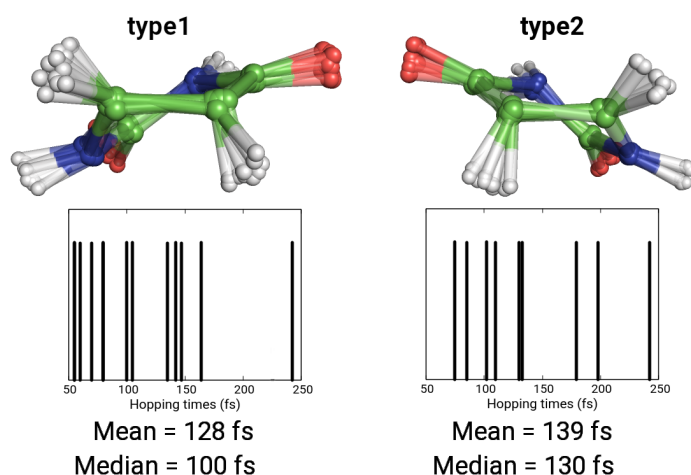 type1
type2
50 100 150 200 250
Hopping times (fs)
50 100 150 200 250
Hopping times (fs)
Mean = 128 fs
Median = 100 fs
Mean = 139 fs
Median = 130 fs